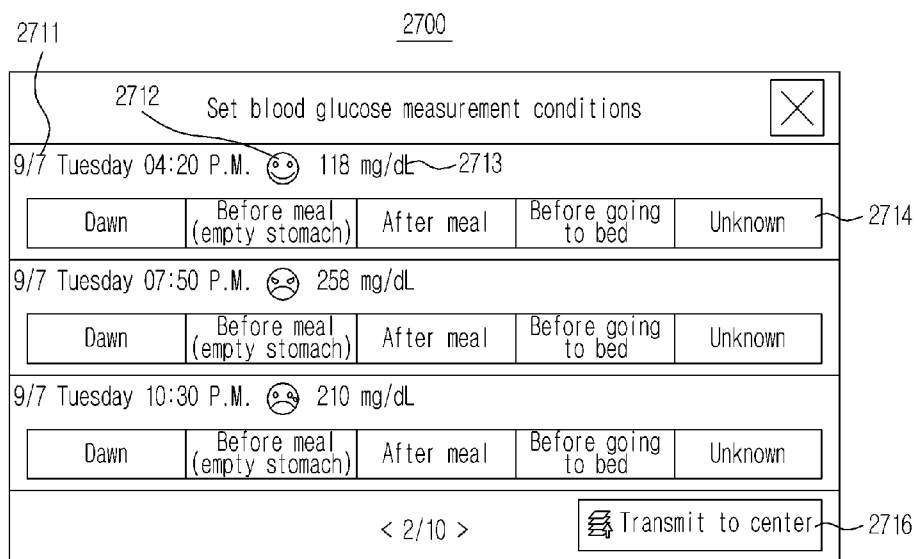 2700
2711
2712
Set blood glucose measurement conditions
9/7 Tuesday 04:20 P.M. 118 mg/dL 2713
Dawn
Before meal
(empty stomach)
After meal
Before going
to bed
Unknown
2714
9/7 Tuesday 07:50 P.M. 258 mg/dL
Dawn
Before meal
(empty stomach)
After meal
Before going
to bed
Unknown
9/7 Tuesday 10:30 P.M. 210 mg/dL
Dawn
Before meal
(empty stomach)
After meal
Before going
to bed
Unknown
< 2/10 >
Transmit to center
2716